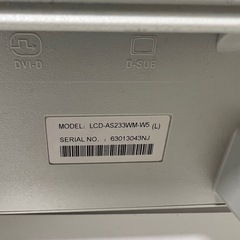 DVI-D D-SUB
MODEL: LCD-AS233WM-W5 (L)
SERIAL NO. : 63013043NJ